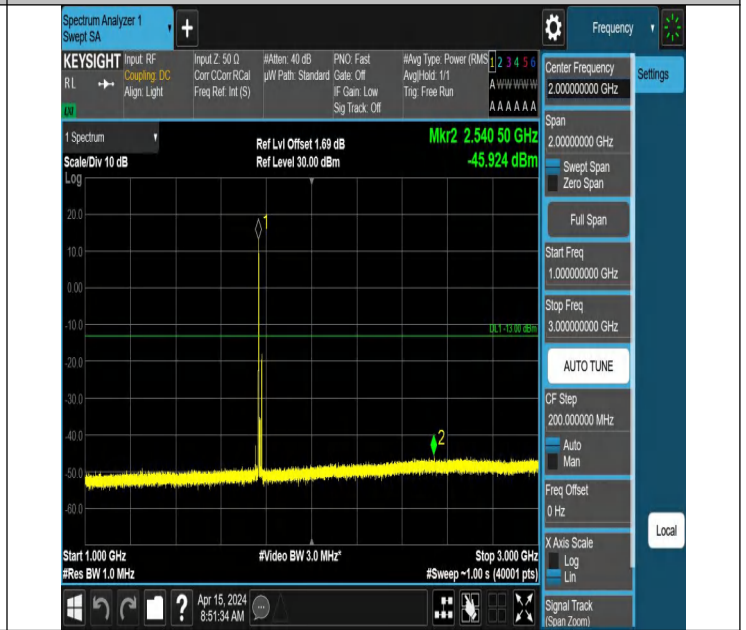 Spectrum Analyzer 1
Swept SA
+
Frequency
KEYSIGHT
RL
Input: RF
Coupling: DC
Align: Light
Input Z: 50 Ω
Corr CCorr RCal
Freq Ref: Int (S)
#Atten: 40 dB
µW Path: Standard
PNO: Fast
Gate: Off
IF Gain: Low
Sig Track: Off
#Avg Type: Power (RMS
Avg|Hold: 1/1
Trig: Free Run
1 2 3 4 5 6
A W W W W W
A A A A A A
1 Spectrum
Scale/Div 10 dB
Log
Ref Lvl Offset 1.69 dB
Ref Level 30.00 dBm
Mkr2 2.540 50 GHz
-45.924 dBm
20.0
10.0
0.00
-10.0
-20.0
-30.0
-40.0
-50.0
-60.0
1
DL1 -13.00 dBm
2
Start 1.000 GHz
#Res BW 1.0 MHz
#Video BW 3.0 MHz*
Stop 3.000 GHz
#Sweep ~1.00 s (40001 pts)
?
Apr 15, 2024
8:51:34 AM
Center Frequency
2.00000000 GHz
Settings
Span
2.00000000 GHz
Swept Span
Zero Span
Full Span
Start Freq
1.000000000 GHz
Stop Freq
3.000000000 GHz
AUTO TUNE
CF Step
200.000000 MHz
Auto
Man
Freq Offset
0 Hz
X Axis Scale
Log
Lin
Local
Signal Track
(Span Zoom)